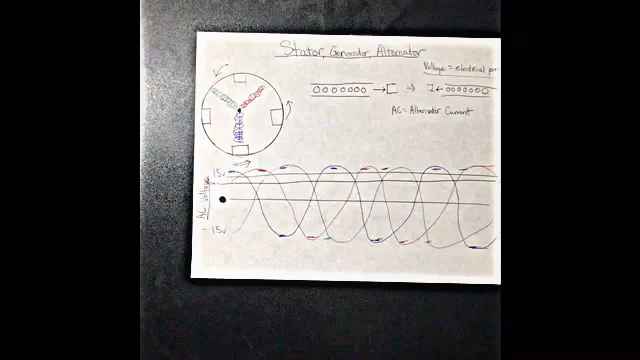 Stator, Generator, Alternator
Voltage = electrical
AC = Alternator Current
15v
AC Voltage
- 15v